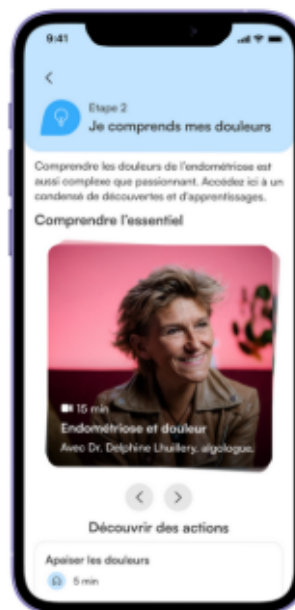 9:41
Etape 2
Je comprends mes douleurs
Comprendre les douleurs de l'endométriose est
aussi complexe que passionnant. Accédez ici à un
condensé de découvertes et d'apprentissages.
Comprendre l'essentiel
15 min
Endométriose et douleur
Avec Dr. Delphine Lhuillery, algologue.
Découvrir des actions
Apaiser les douleurs
5 min